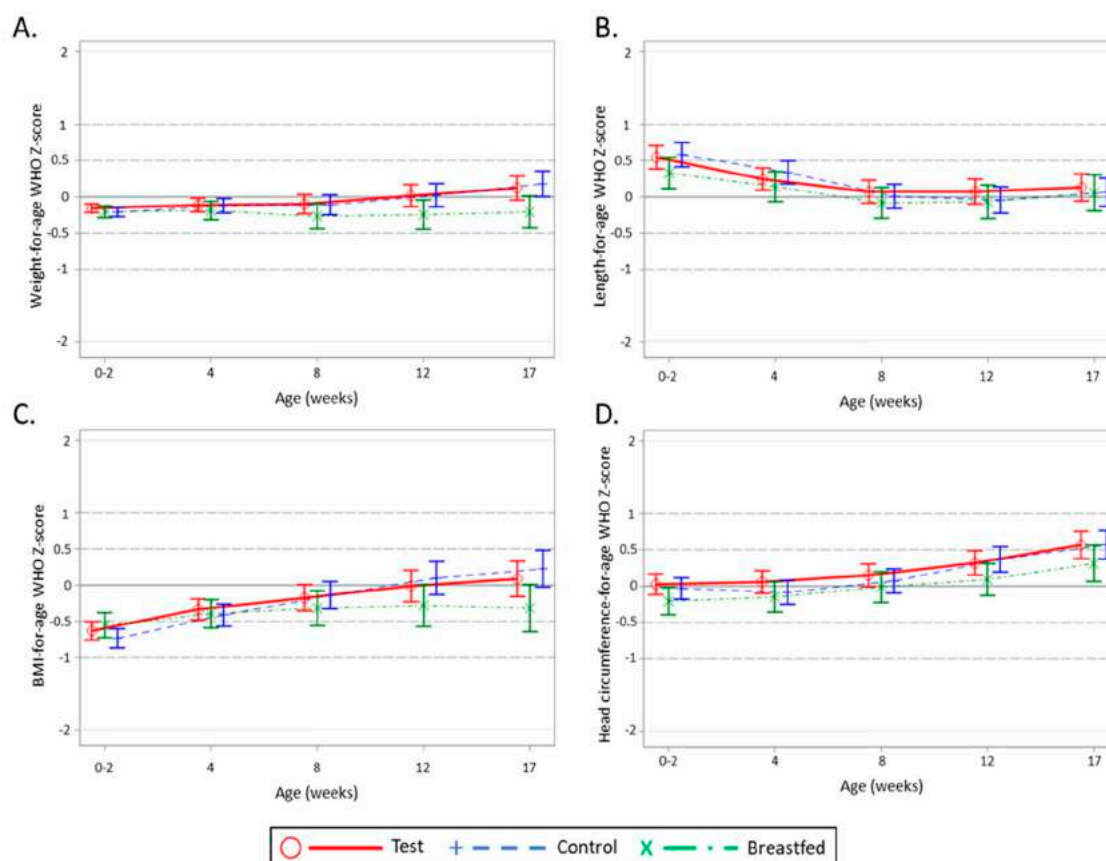 A.
Weight-for-age WHO Z-score
2
1
0.5
0
-0.5
-1
-2
0-2 4 8 12 17
Age (weeks)
B.
Length-for-age WHO Z-score
2
1
0.5
0
-0.5
-1
-2
0-2 4 8 12 17
Age (weeks)
C.
BMI-for-age WHO Z-score
2
1
0.5
0
-0.5
-1
-2
0-2 4 8 12 17
Age (weeks)
D.
Head circumference-for-age WHO Z-score
2
1
0.5
0
-0.5
-1
-2
0-2 4 8 12 17
Age (weeks)
Test Control Breastfed